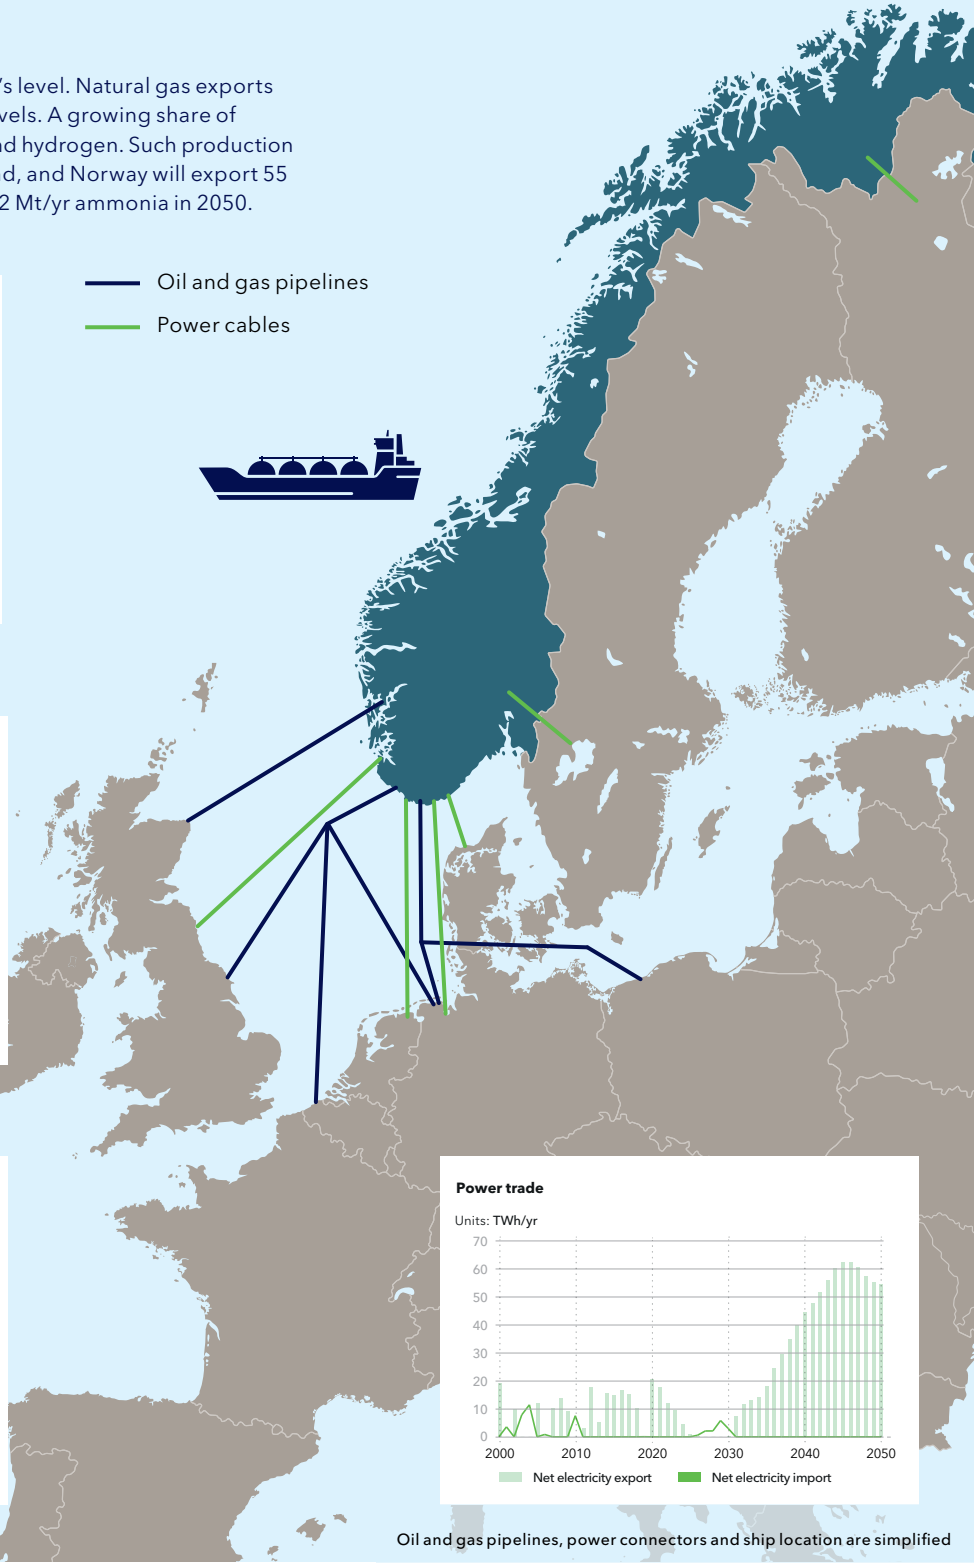 's level. Natural gas exports
vels. A growing share of
nd hydrogen. Such production
nd, and Norway will export 55
2 Mt/yr ammonia in 2050.
Oil and gas pipelines
Power cables
Power trade
Units: TWh/yr
70
60
50
40
30
20
10
0
2000 2010 2020 2030 2040 2050
Net electricity export Net electricity import
Oil and gas pipelines, power connectors and ship location are simplified